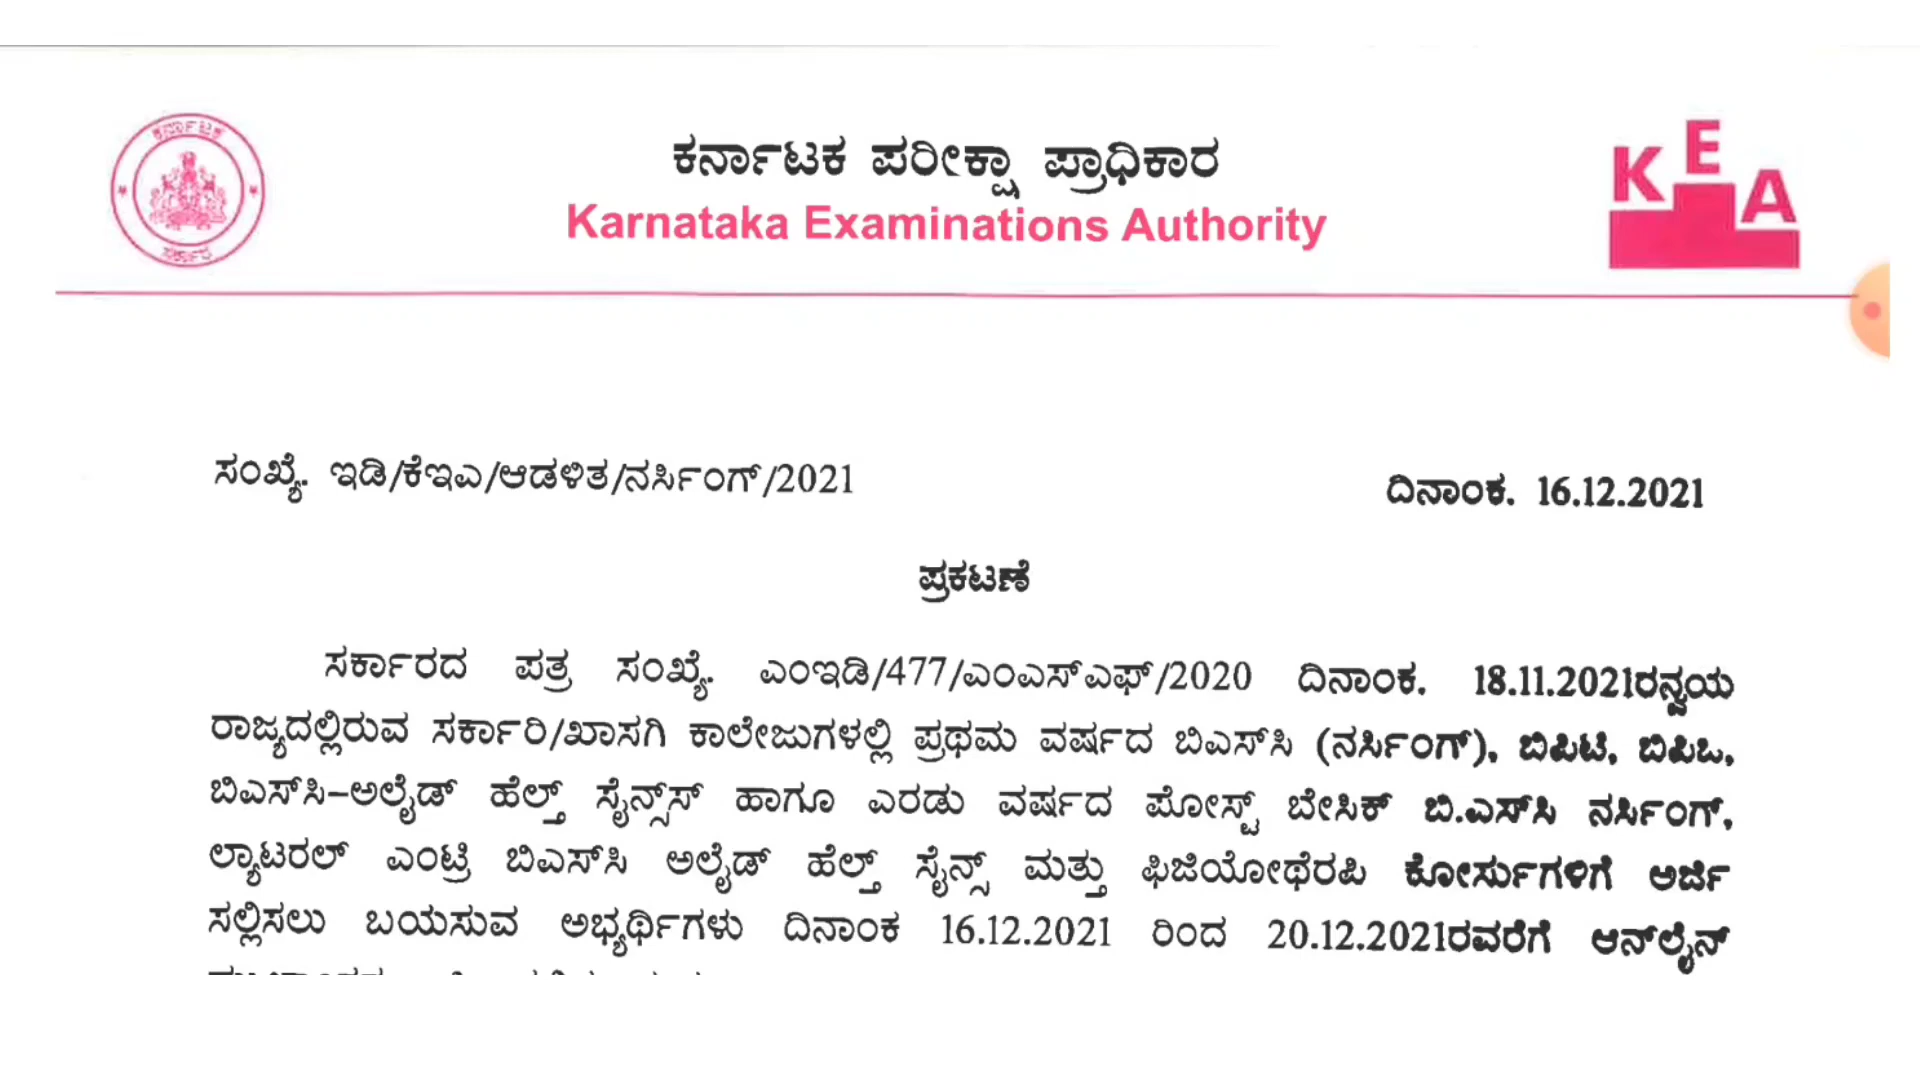 ಕರ್ನಾಟಕ
ಸರ್ಕಾರ
ಕರ್ನಾಟಕ ಪರೀಕ್ಷಾ ಪ್ರಾಧಿಕಾರ
Karnataka Examinations Authority
KEA
ಸಂಖ್ಯೆ. ಇಡಿ/ಕೆಇಎ/ಆಡಳಿತ/ನರ್ಸಿಂಗ್/2021
ದಿನಾಂಕ. 16.12.2021
ಪ್ರಕಟಣೆ
ಸರ್ಕಾರದ ಪತ್ರ ಸಂಖ್ಯೆ. ಎಂಇಡಿ/477/ಎಂಎಸ್ಎಫ್/2020 ದಿನಾಂಕ. 18.11.2021ರನ್ವಯ
ರಾಜ್ಯದಲ್ಲಿರುವ ಸರ್ಕಾರಿ/ಖಾಸಗಿ ಕಾಲೇಜುಗಳಲ್ಲಿ ಪ್ರಥಮ ವರ್ಷದ ಬಿಎಸ್‌ಸಿ (ನರ್ಸಿಂಗ್), ಬಿಪಿಟಿ, ಬಿಪಿಒ,
ಬಿಎಸ್‌ಸಿ-ಅಲೈಡ್ ಹೆಲ್ತ್ ಸೈನ್ಸ್‌ಸ್ ಹಾಗೂ ಎರಡು ವರ್ಷದ ಪೋಸ್ಟ್ ಬೇಸಿಕ್ ಬಿ.ಎಸ್‌ಸಿ ನರ್ಸಿಂಗ್,
ಲ್ಯಾಟರಲ್ ಎಂಟ್ರಿ ಬಿಎಸ್‌ಸಿ ಅಲೈಡ್ ಹೆಲ್ತ್ ಸೈನ್ಸ್ ಮತ್ತು ಫಿಜಿಯೋಥೆರಪಿ ಕೋರ್ಸುಗಳಿಗೆ ಅರ್ಜಿ
ಸಲ್ಲಿಸಲು ಬಯಸುವ ಅಭ್ಯರ್ಥಿಗಳು ದಿನಾಂಕ 16.12.2021 ರಿಂದ 20.12.2021ರವರೆಗೆ ಆನ್‌ಲೈನ್